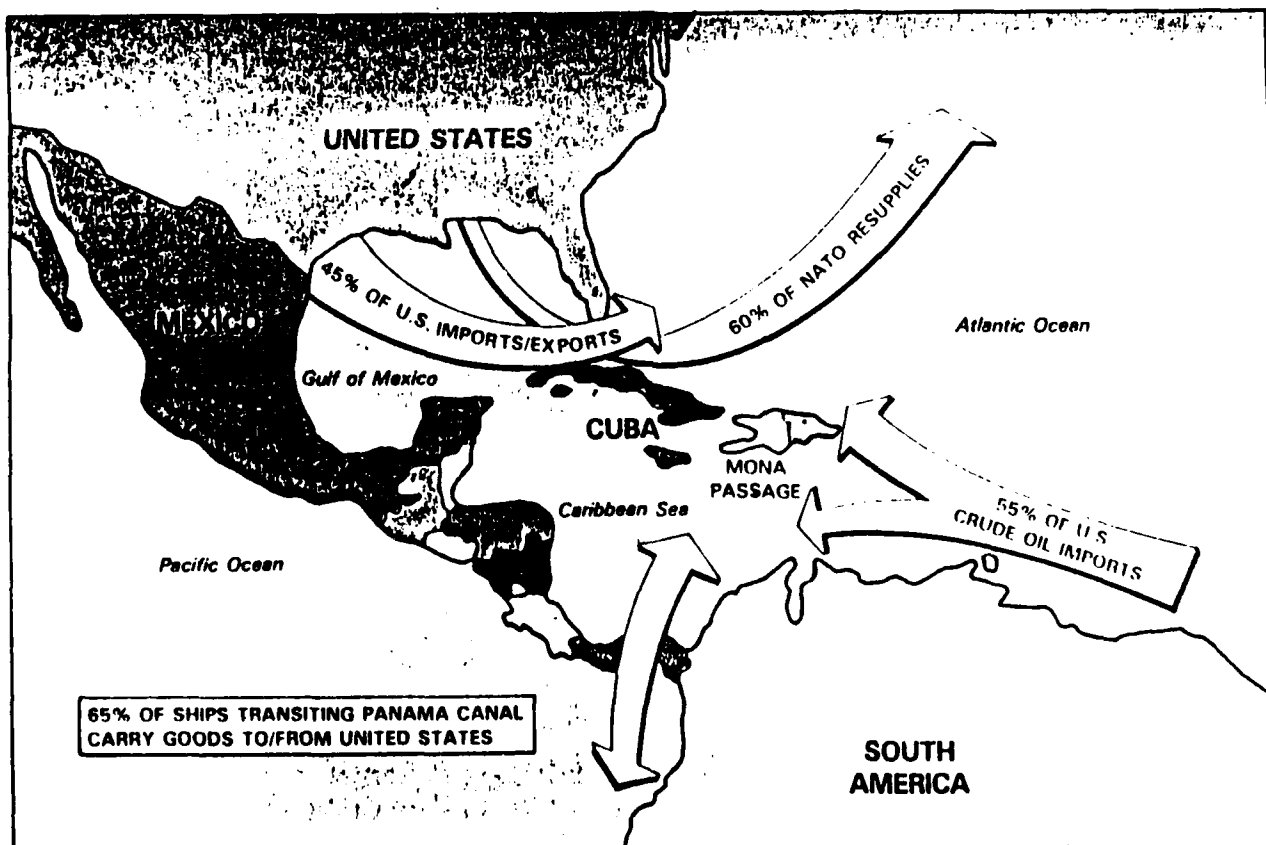 UNITED STATES
MEXICO
45% OF U.S. IMPORTS/EXPORTS
60% OF NATO RESUPPLIES
Atlantic Ocean
Gulf of Mexico
CUBA
MONA
PASSAGE
Caribbean Sea
55% OF U.S
CRUDE OIL IMPORTS
Pacific Ocean
65% OF SHIPS TRANSITING PANAMA CANAL
CARRY GOODS TO/FROM UNITED STATES
SOUTH
AMERICA